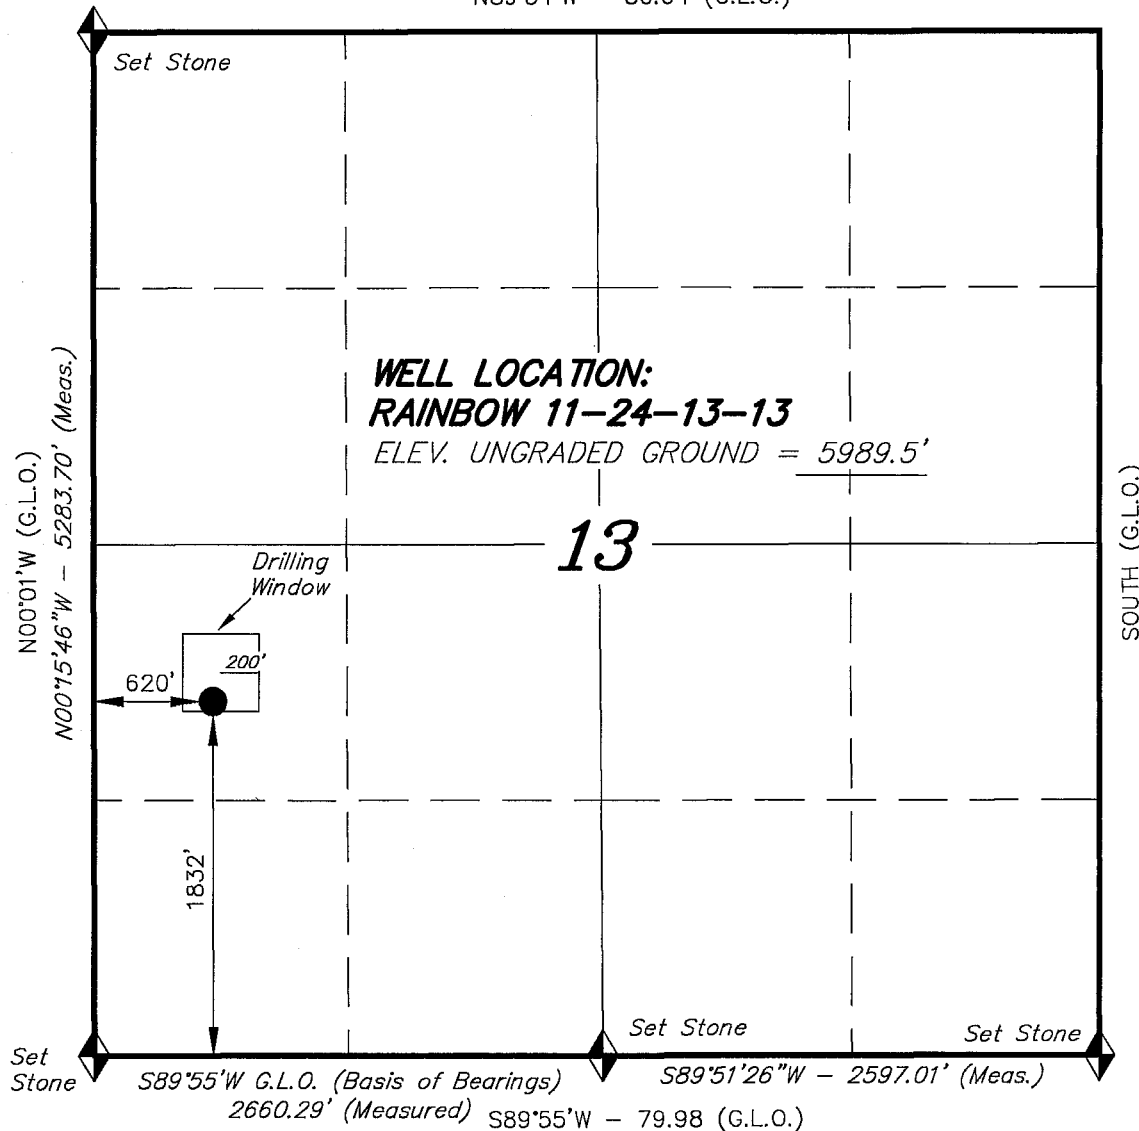 Set Stone
WELL LOCATION:
RAINBOW 11-24-13-13
ELEV. UNGRADED GROUND = 5989.5'
N00°01'W (G.L.O.)
N00°15'46"W - 5283.70' (Meas.)
SOUTH (G.L.O.)
13
Drilling
Window
200'
620'
1832'
Set Stone
Set Stone
Set
Stone
S89°55'W G.L.O. (Basis of Bearings)
2660.29' (Measured)
S89°51'26"W - 2597.01' (Meas.)
S89°55'W - 79.98 (G.L.O.)